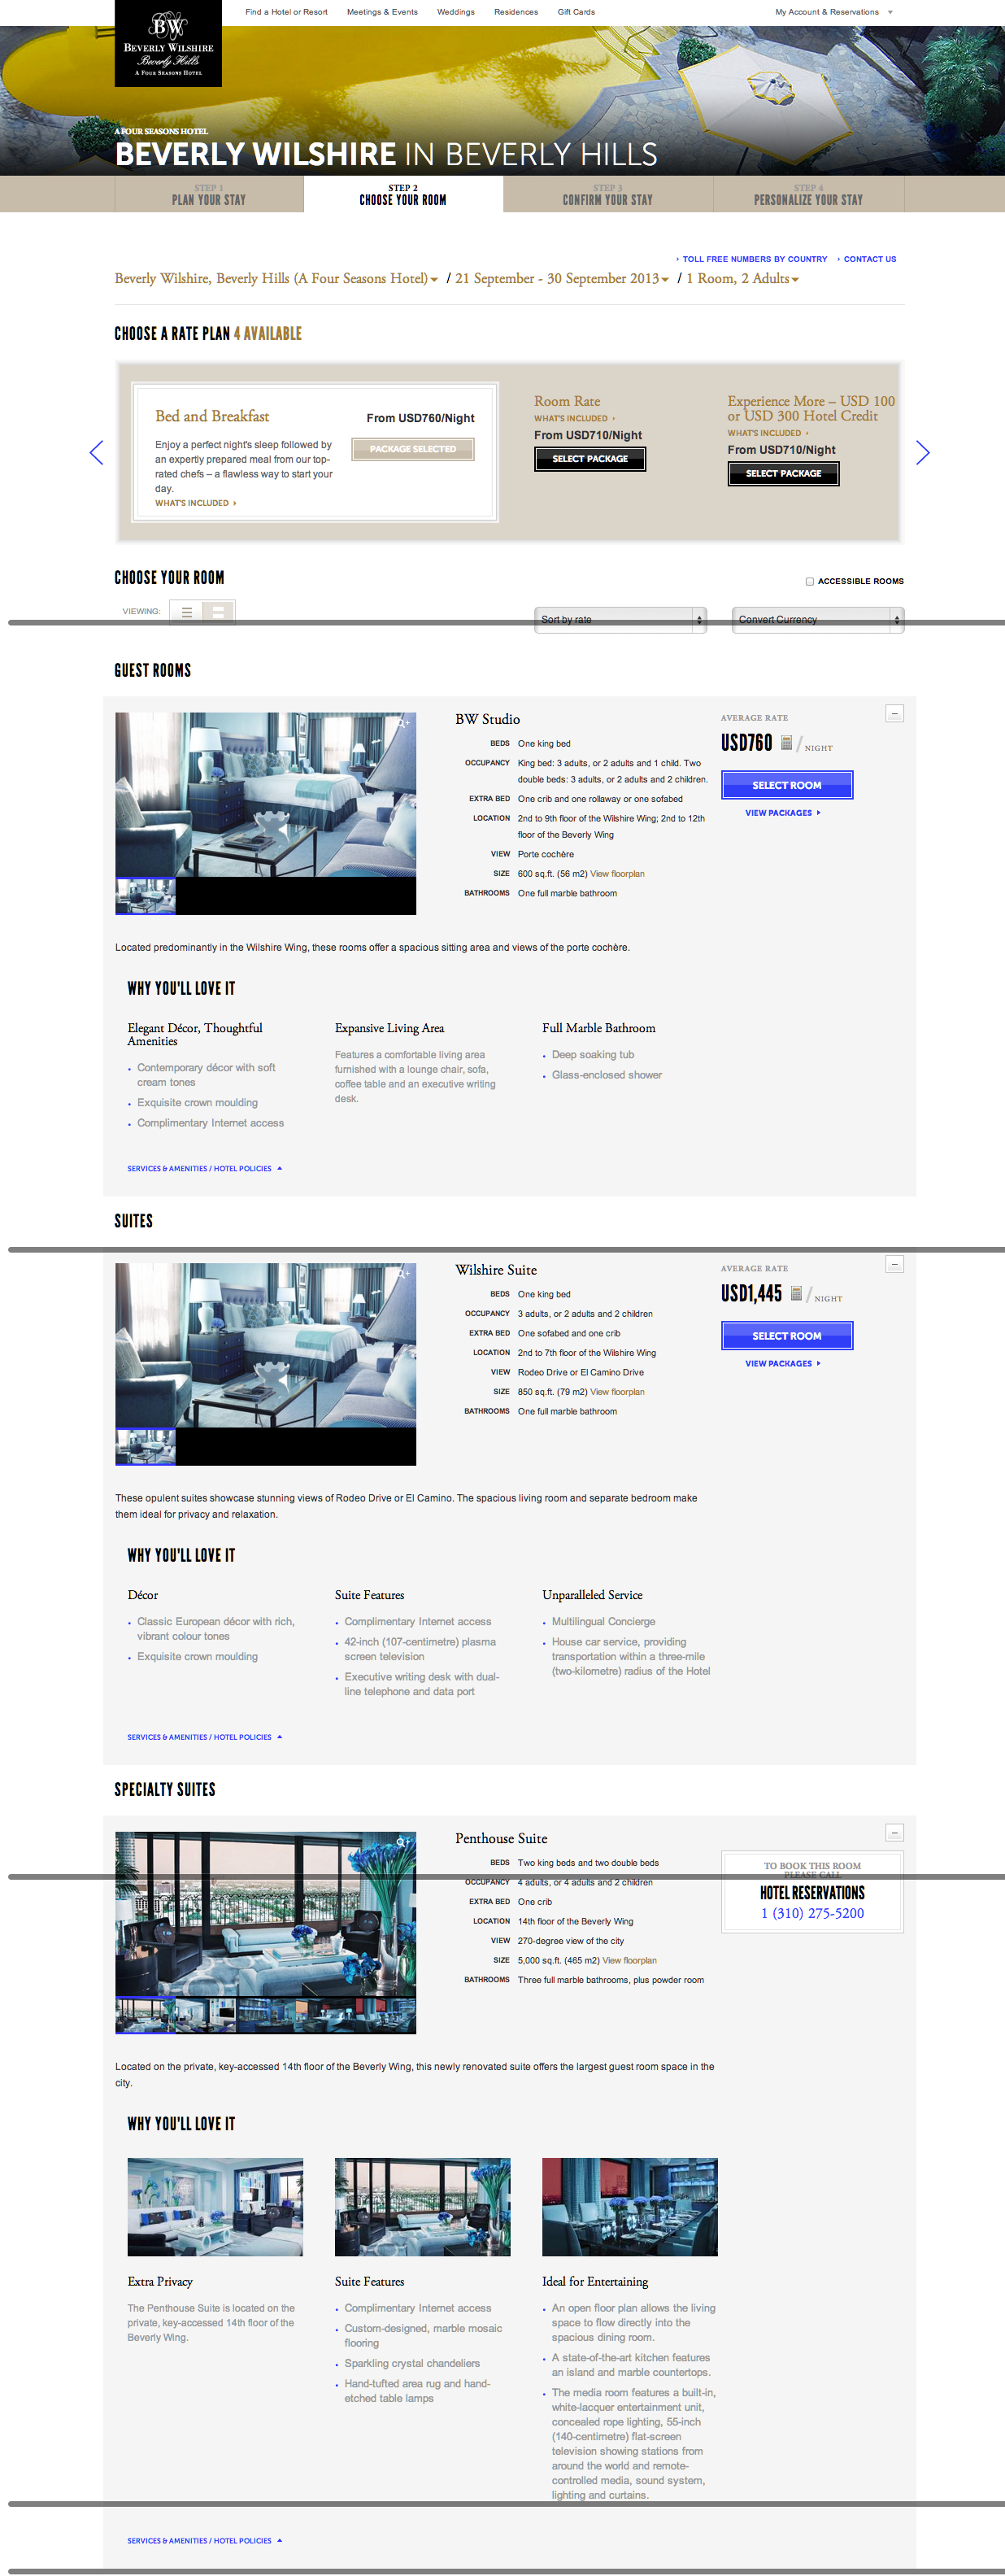 Find a Hotel or Resort Meetings & Events Weddings Residences Gift Cards My Account & Reservations
BW
BEVERLY WILSHIRE
Beverly Hills
A FOUR SEASONS HOTEL
A FOUR SEASONS HOTEL
BEVERLY WILSHIRE IN BEVERLY HILLS
STEP 1
PLAN YOUR STAY
STEP 2
CHOOSE YOUR ROOM
STEP 3
CONFIRM YOUR STAY
STEP 4
PERSONALIZE YOUR STAY
TOLL FREE NUMBERS BY COUNTRY CONTACT US
Beverly Wilshire, Beverly Hills (A Four Seasons Hotel) / 21 September - 30 September 2013 / 1 Room, 2 Adults
CHOOSE A RATE PLAN 4 AVAILABLE
Bed and Breakfast
From USD760/Night
Enjoy a perfect night's sleep followed by
an expertly prepared meal from our top-
rated chefs – a flawless way to start your
day.
PACKAGE SELECTED
WHAT'S INCLUDED
Room Rate
WHAT'S INCLUDED
From USD710/Night
SELECT PACKAGE
Experience More – USD 100
or USD 300 Hotel Credit
WHAT'S INCLUDED
From USD710/Night
SELECT PACKAGE
CHOOSE YOUR ROOM
ACCESSIBLE ROOMS
VIEWING:
Sort by rate
Convert Currency
GUEST ROOMS
BW Studio
BEDS One king bed
OCCUPANCY King bed: 3 adults, or 2 adults and 1 child. Two
double beds: 3 adults, or 2 adults and 2 children.
EXTRA BED One crib and one rollaway or one sofabed
LOCATION 2nd to 9th floor of the Wilshire Wing; 2nd to 12th
floor of the Beverly Wing
VIEW Porte cochère
SIZE 600 sq.ft. (56 m2) View floorplan
BATHROOMS One full marble bathroom
AVERAGE RATE
USD760 / NIGHT
SELECT ROOM
VIEW PACKAGES
Located predominantly in the Wilshire Wing, these rooms offer a spacious sitting area and views of the porte cochère.
WHY YOU'LL LOVE IT
Elegant Décor, Thoughtful
Amenities
• Contemporary décor with soft
cream tones
• Exquisite crown moulding
• Complimentary Internet access
Expansive Living Area
Features a comfortable living area
furnished with a lounge chair, sofa,
coffee table and an executive writing
desk.
Full Marble Bathroom
• Deep soaking tub
• Glass-enclosed shower
SERVICES & AMENITIES / HOTEL POLICIES
SUITES
Wilshire Suite
BEDS One king bed
OCCUPANCY 3 adults, or 2 adults and 2 children
EXTRA BED One sofabed and one crib
LOCATION 2nd to 7th floor of the Wilshire Wing
VIEW Rodeo Drive or El Camino Drive
SIZE 850 sq.ft. (79 m2) View floorplan
BATHROOMS One full marble bathroom
AVERAGE RATE
USD1,445 / NIGHT
SELECT ROOM
VIEW PACKAGES
These opulent suites showcase stunning views of Rodeo Drive or El Camino. The spacious living room and separate bedroom make
them ideal for privacy and relaxation.
WHY YOU'LL LOVE IT
Décor
• Classic European décor with rich,
vibrant colour tones
• Exquisite crown moulding
Suite Features
• Complimentary Internet access
• 42-inch (107-centimetre) plasma
screen television
• Executive writing desk with dual-
line telephone and data port
Unparalleled Service
• Multilingual Concierge
• House car service, providing
transportation within a three-mile
(two-kilometre) radius of the Hotel
SERVICES & AMENITIES / HOTEL POLICIES
SPECIALTY SUITES
Penthouse Suite
BEDS Two king beds and two double beds
OCCUPANCY 4 adults, or 4 adults and 2 children
EXTRA BED One crib
LOCATION 14th floor of the Beverly Wing
VIEW 270-degree view of the city
SIZE 5,000 sq.ft. (465 m2) View floorplan
BATHROOMS Three full marble bathrooms, plus powder room
TO BOOK THIS ROOM
PLEASE CALL
HOTEL RESERVATIONS
1 (310) 275-5200
Located on the private, key-accessed 14th floor of the Beverly Wing, this newly renovated suite offers the largest guest room space in the
city.
WHY YOU'LL LOVE IT
Extra Privacy
The Penthouse Suite is located on the
private, key-accessed 14th floor of the
Beverly Wing.
Suite Features
• Complimentary Internet access
• Custom-designed, marble mosaic
flooring
• Sparkling crystal chandeliers
• Hand-tufted area rug and hand-
etched table lamps
Ideal for Entertaining
• An open floor plan allows the living
space to flow directly into the
spacious dining room.
• A state-of-the-art kitchen features
an island and marble countertops.
• The media room features a built-in,
white-lacquer entertainment unit,
concealed rope lighting, 55-inch
(140-centimetre) flat-screen
television showing stations from
around the world and remote-
controlled media, sound system,
lighting and curtains.
SERVICES & AMENITIES / HOTEL POLICIES